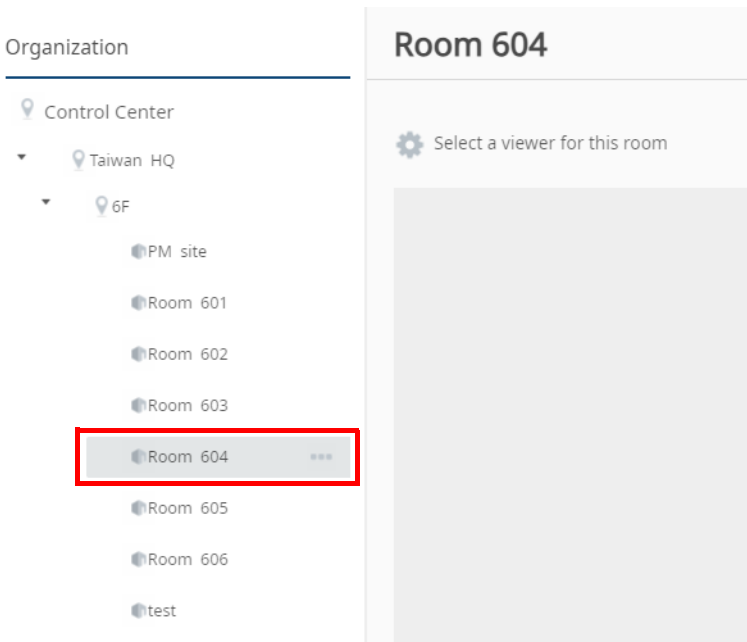 Organization
Control Center
Taiwan HQ
6F
PM site
Room 601
Room 602
Room 603
Room 604
Room 605
Room 606
test
Room 604
Select a viewer for this room